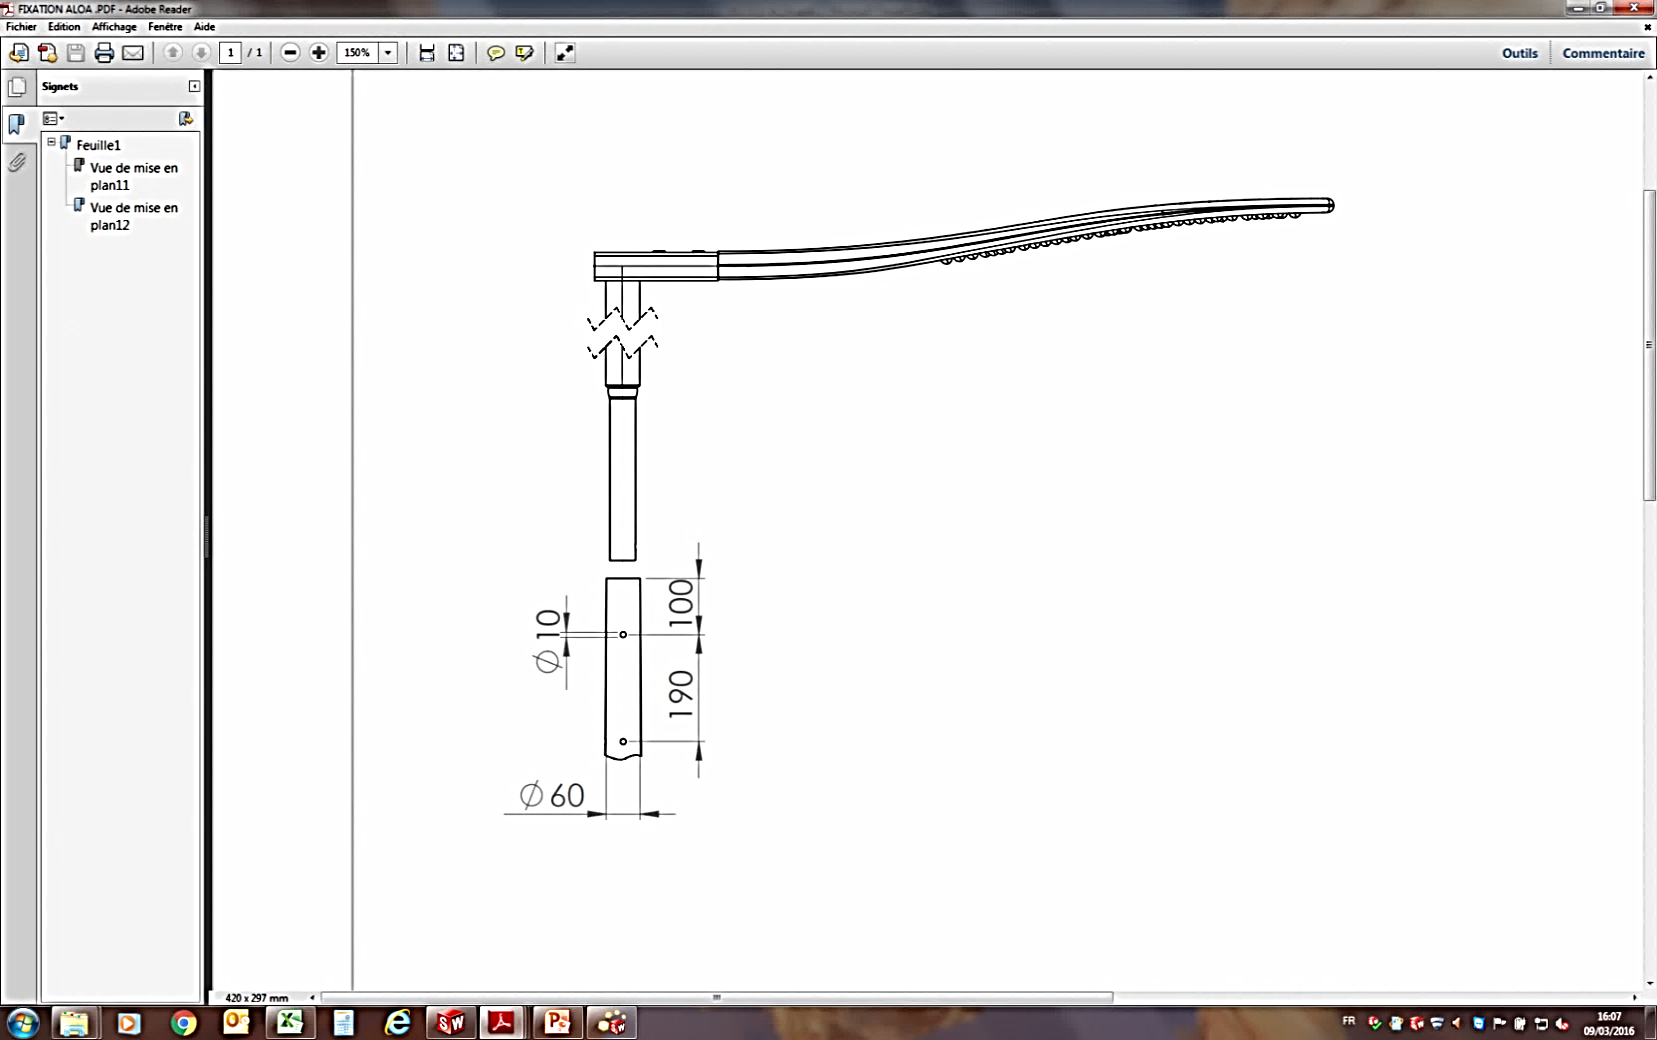 FIXATION ALOA .PDF - Adobe Reader
Fichier Edition Affichage Fenêtre Aide
1 / 1 150% Outils Commentaire
Signets
Feuille1
Vue de mise en
plan11
Vue de mise en
plan12
100
∅10
190
∅60
420 x 297 mm
FR 16:07
09/03/2016